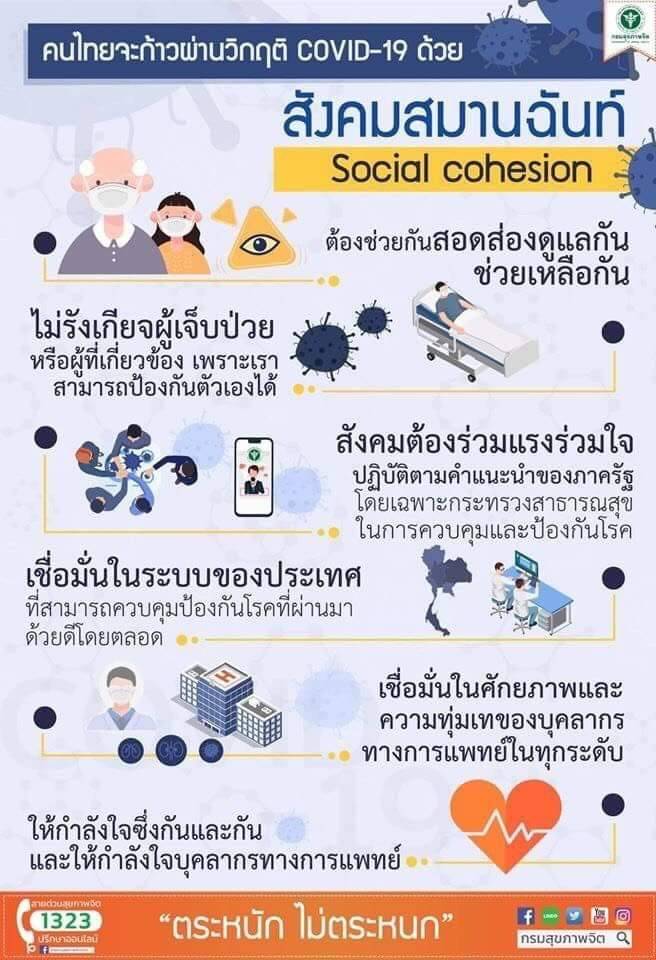 คนไทยจะก้าวผ่านวิกฤติ COVID-19 ด้วย
กรมสุขภาพจิต
สังคมสมานฉันท์
Social cohesion
ต้องช่วยกันสอดส่องดูแลกัน
ช่วยเหลือกัน
ไม่รังเกียจผู้เจ็บป่วย
หรือผู้ที่เกี่ยวข้อง เพราะเรา
สามารถป้องกันตัวเองได้
สังคมต้องร่วมแรงร่วมใจ
ปฏิบัติตามคำแนะนำของภาครัฐ
โดยเฉพาะกระทรวงสาธารณสุข
ในการควบคุมและป้องกันโรค
เชื่อมั่นในระบบของประเทศ
ที่สามารถควบคุมป้องกันโรคที่ผ่านมา
ด้วยดีโดยตลอด
H
เชื่อมั่นในศักยภาพและ
ความทุ่มเทของบุคลากร
ทางการแพทย์ในทุกระดับ
ให้กำลังใจซึ่งกันและกัน
และให้กำลังใจบุคลากรทางการแพทย์
สายด่วนสุขภาพจิต
1323
ปรึกษาออนไลน์
"ตระหนัก ไม่ตระหนก"
กรมสุขภาพจิต